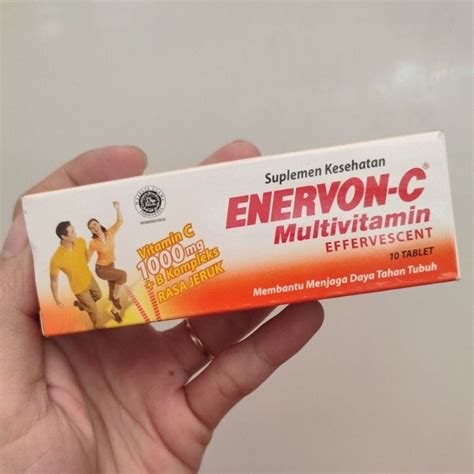 Suplemen Kesehatan
ENERVON-C®
Multivitamin
EFFERVESCENT
10 TABLET
Membantu Menjaga Daya Tahan Tubuh
Vitamin C
1000mg
+ B Kompleks
RASA JERUK